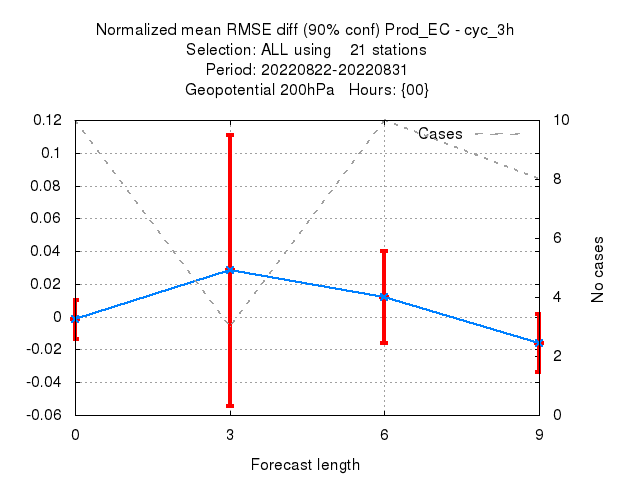 Normalized mean RMSE diff (90% conf) Prod_EC - cyc_3h
Selection: ALL using    21 stations
Period: 20220822-20220831
Geopotential 200hPa   Hours: {00}
Cases
0.12
0.1
0.08
0.06
0.04
0.02
0
-0.02
-0.04
-0.06
10
8
6
4
2
0
No cases
0 3 6 9
Forecast length